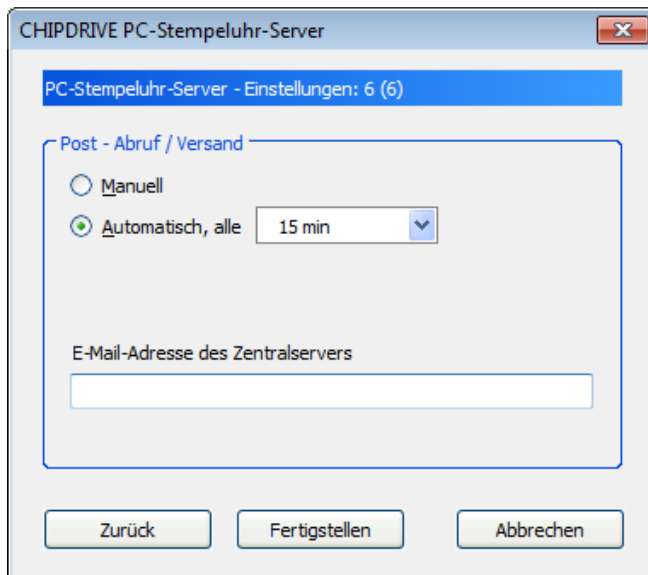 CHIPDRIVE PC-Stempeluhr-Server
PC-Stempeluhr-Server - Einstellungen: 6 (6)
Post - Abruf / Versand
Manuell
Automatisch, alle 15 min
E-Mail-Adresse des Zentralservers
Zurück Fertigstellen Abbrechen